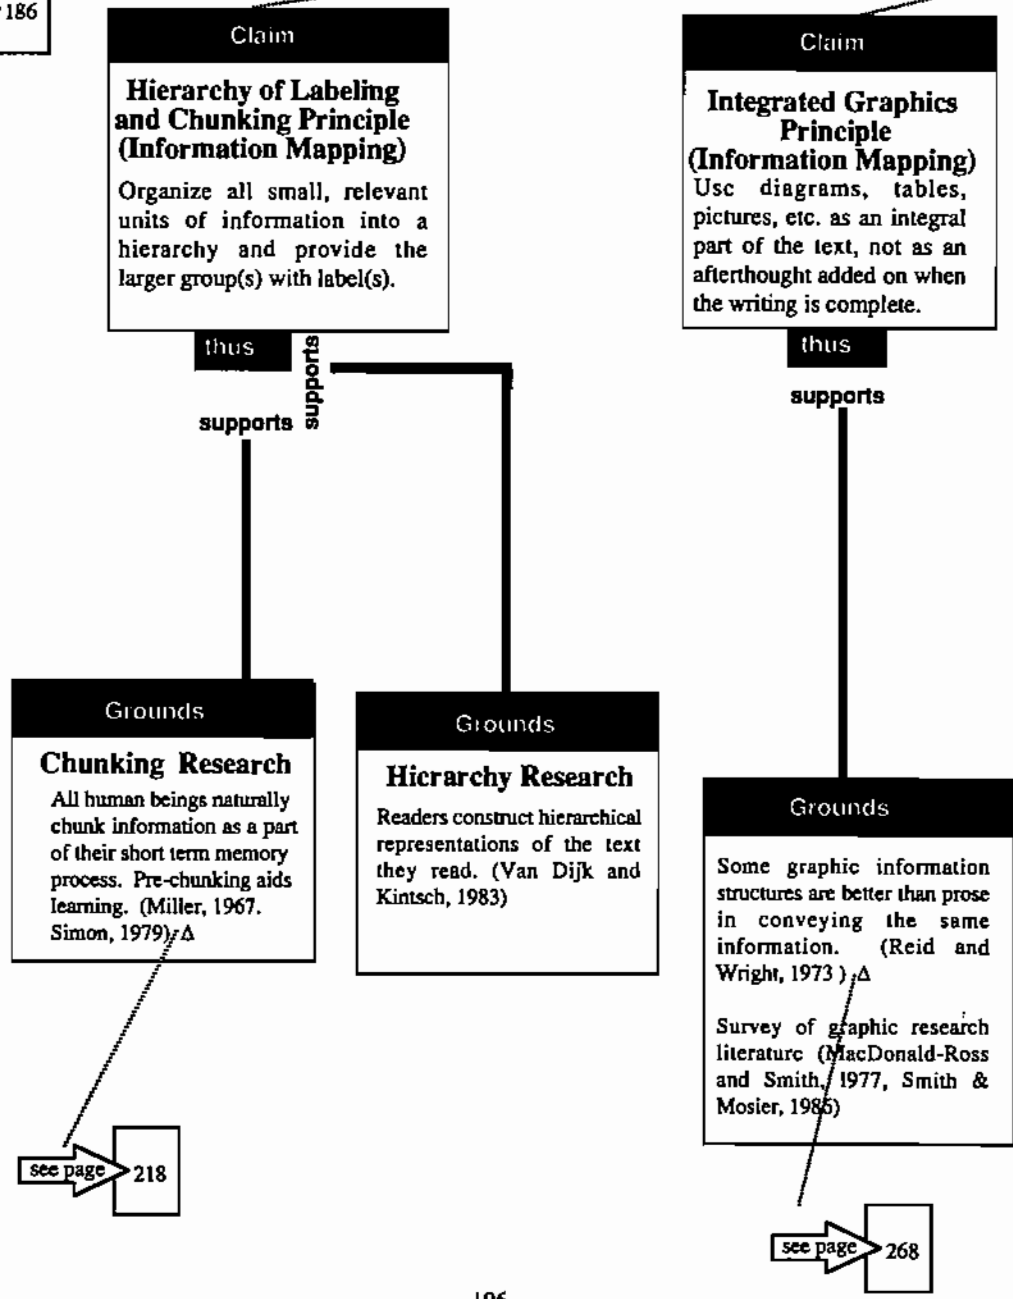 186
Claim
Hierarchy of Labeling
and Chunking Principle
(Information Mapping)
Organize all small, relevant
units of information into a
hierarchy and provide the
larger group(s) with label(s).
thus
supports
supports
Claim
Integrated Graphics
Principle
(Information Mapping)
Use diagrams, tables,
pictures, etc. as an integral
part of the text, not as an
afterthought added on when
the writing is complete.
thus
supports
Grounds
Chunking Research
All human beings naturally
chunk information as a part
of their short term memory
process. Pre-chunking aids
learning. (Miller, 1967.
Simon, 1979) Δ
see page
218
Grounds
Hierarchy Research
Readers construct hierarchical
representations of the text
they read. (Van Dijk and
Kintsch, 1983)
Grounds
Some graphic information
structures are better than prose
in conveying the same
information. (Reid and
Wright, 1973 ) Δ
Survey of graphic research
literature (MacDonald-Ross
and Smith, 1977, Smith &
Mosier, 1986)
see page
268